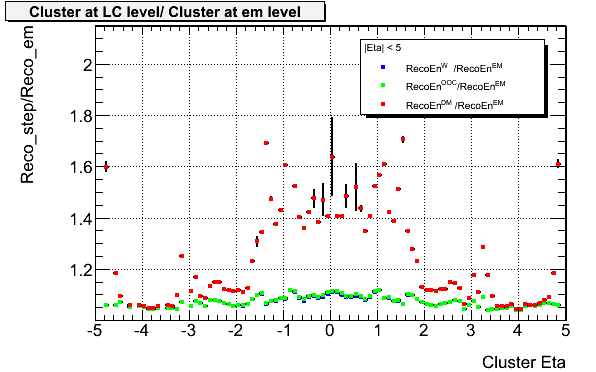 Cluster at LC level/ Cluster at em level
Reco_step/Reco_em
|Eta| < 5
RecoEn^W /RecoEn^EM
RecoEn^OOC/RecoEn^EM
RecoEn^DM /RecoEn^EM
2
1.8
1.6
1.4
1.2
-5 -4 -3 -2 -1 0 1 2 3 4 5
Cluster Eta